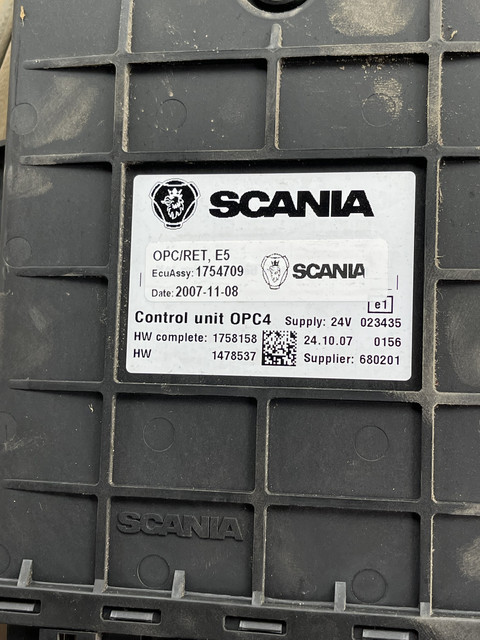 SCANIA
OPC/RET, E5
EcuAssy: 1754709
SCANIA
Date: 2007-11-08
e1
Control unit OPC4 Supply: 24V 023435
HW complete: 1758158 24.10.07 0156
HW 1478537 Supplier: 680201
SCANIA